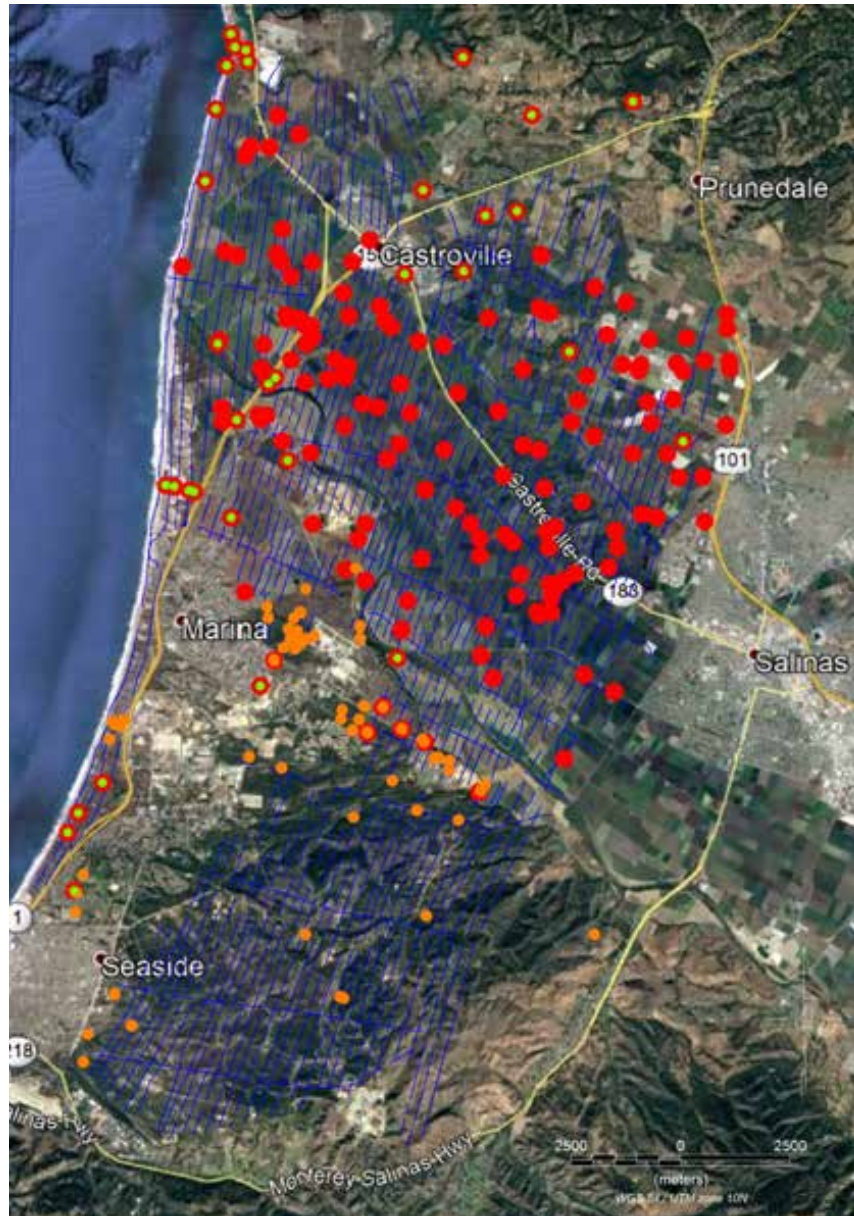 Prunedale
Castroville
101
Castroville Rd
183
Marina
Salinas
1
Seaside
218
Salinas Hwy
Monterey Salinas Hwy
2500 0 2500
(meters)
WGS 84 / UTM zone 10N